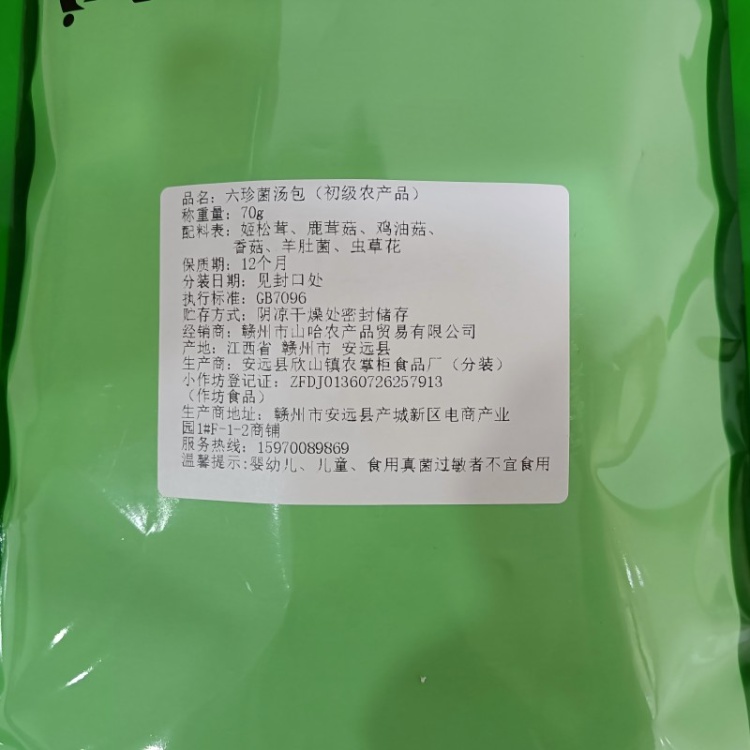 品名：六珍菌汤包（初级农产品）
称重量：70g
配料表：姬松茸、鹿茸菇、鸡油菇、
香菇、羊肚菌、虫草花
保质期：12个月
分装日期：见封口处
执行标准：GB7096
贮存方式：阴凉干燥处密封储存
经销商：赣州市山哈农产品贸易有限公司
产地：江西省 赣州市 安远县
生产商：安远县欣山镇农掌柜食品厂（分装）
小作坊登记证：ZFDJ01360726257913
（作坊食品）
生产商地址：赣州市安远县产城新区电商产业
园1#F-1-2商铺
服务热线：15970089869
温馨提示:婴幼儿、儿童、食用真菌过敏者不宜食用